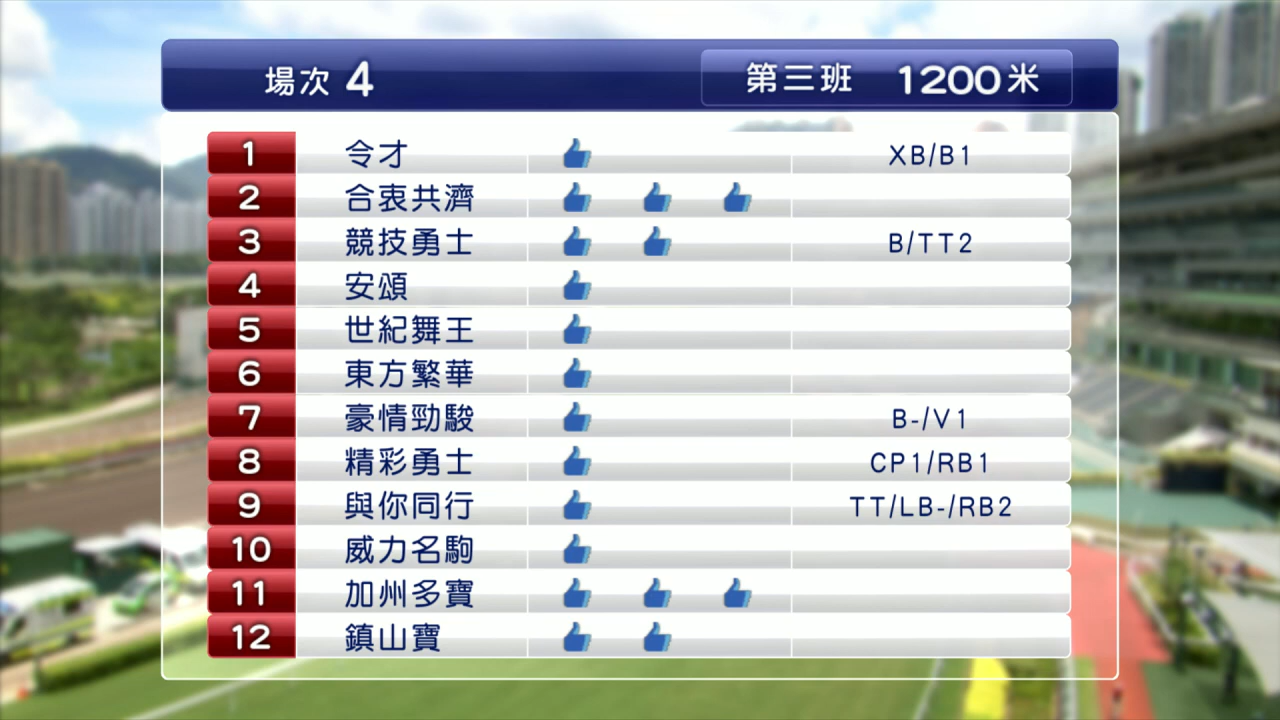 場次 4 第三班 1200米
1 令才 XB/B1
2 合衷共濟
3 競技勇士 B/TT2
4 安頌
5 世紀舞王
6 東方繁華
7 豪情勁駿 B-/V1
8 精彩勇士 CP1/RB1
9 與你同行 TT/LB-/RB2
10 威力名駒
11 加州多寶
12 鎮山寶